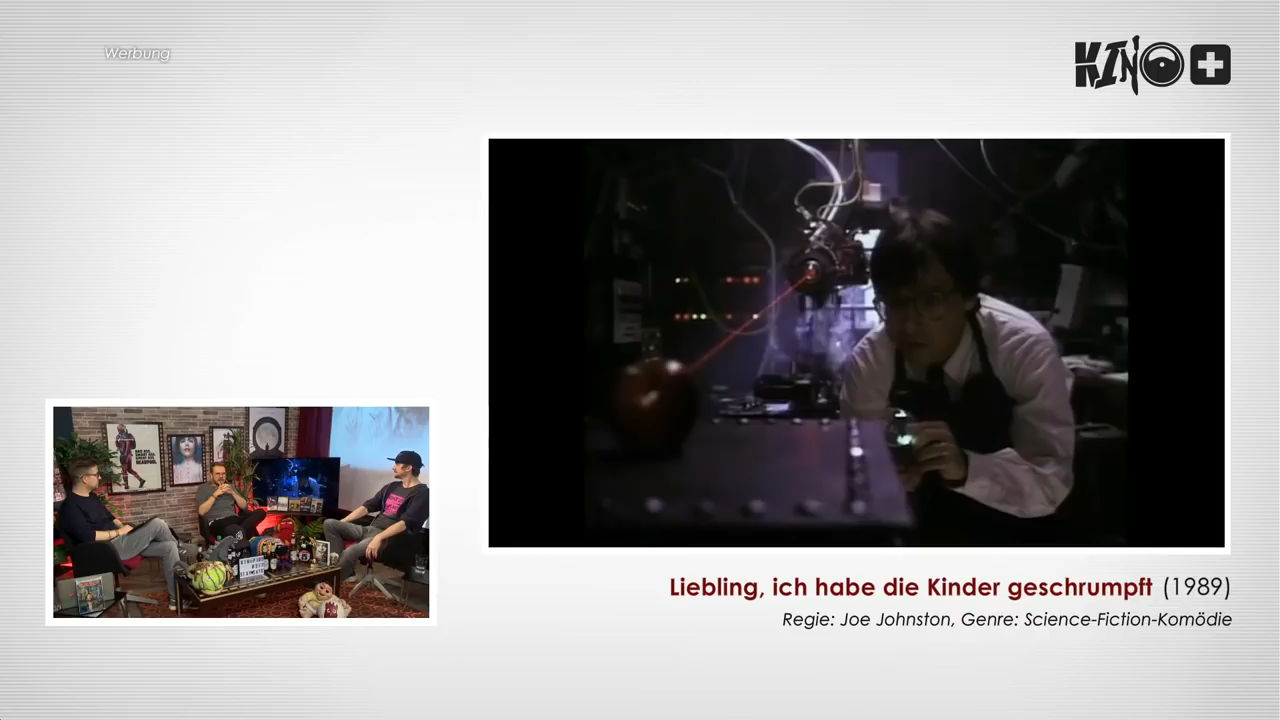 Werbung
KINO+
Liebling, ich habe die Kinder geschrumpft (1989)
Regie: Joe Johnston, Genre: Science-Fiction-Komödie